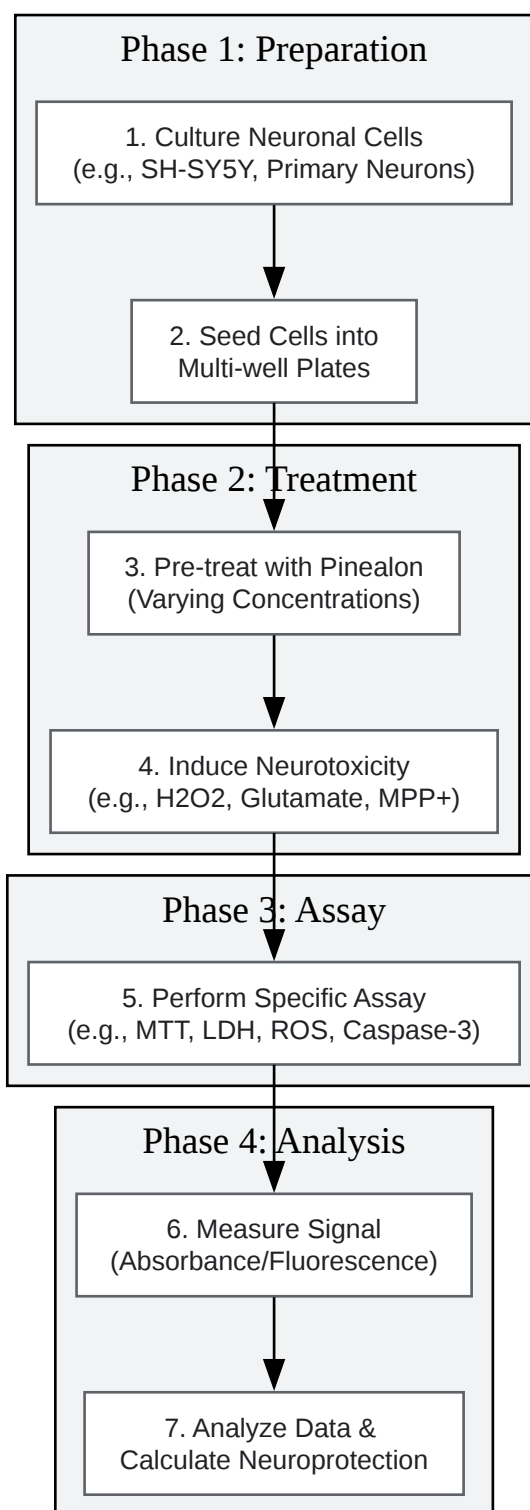 Phase 1: Preparation
1. Culture Neuronal Cells
(e.g., SH-SY5Y, Primary Neurons)
2. Seed Cells into
Multi-well Plates
Phase 2: Treatment
3. Pre-treat with Pinealon
(Varying Concentrations)
4. Induce Neurotoxicity
(e.g., H2O2, Glutamate, MPP+)
Phase 3: Assay
5. Perform Specific Assay
(e.g., MTT, LDH, ROS, Caspase-3)
Phase 4: Analysis
6. Measure Signal
(Absorbance/Fluorescence)
7. Analyze Data &
Calculate Neuroprotection